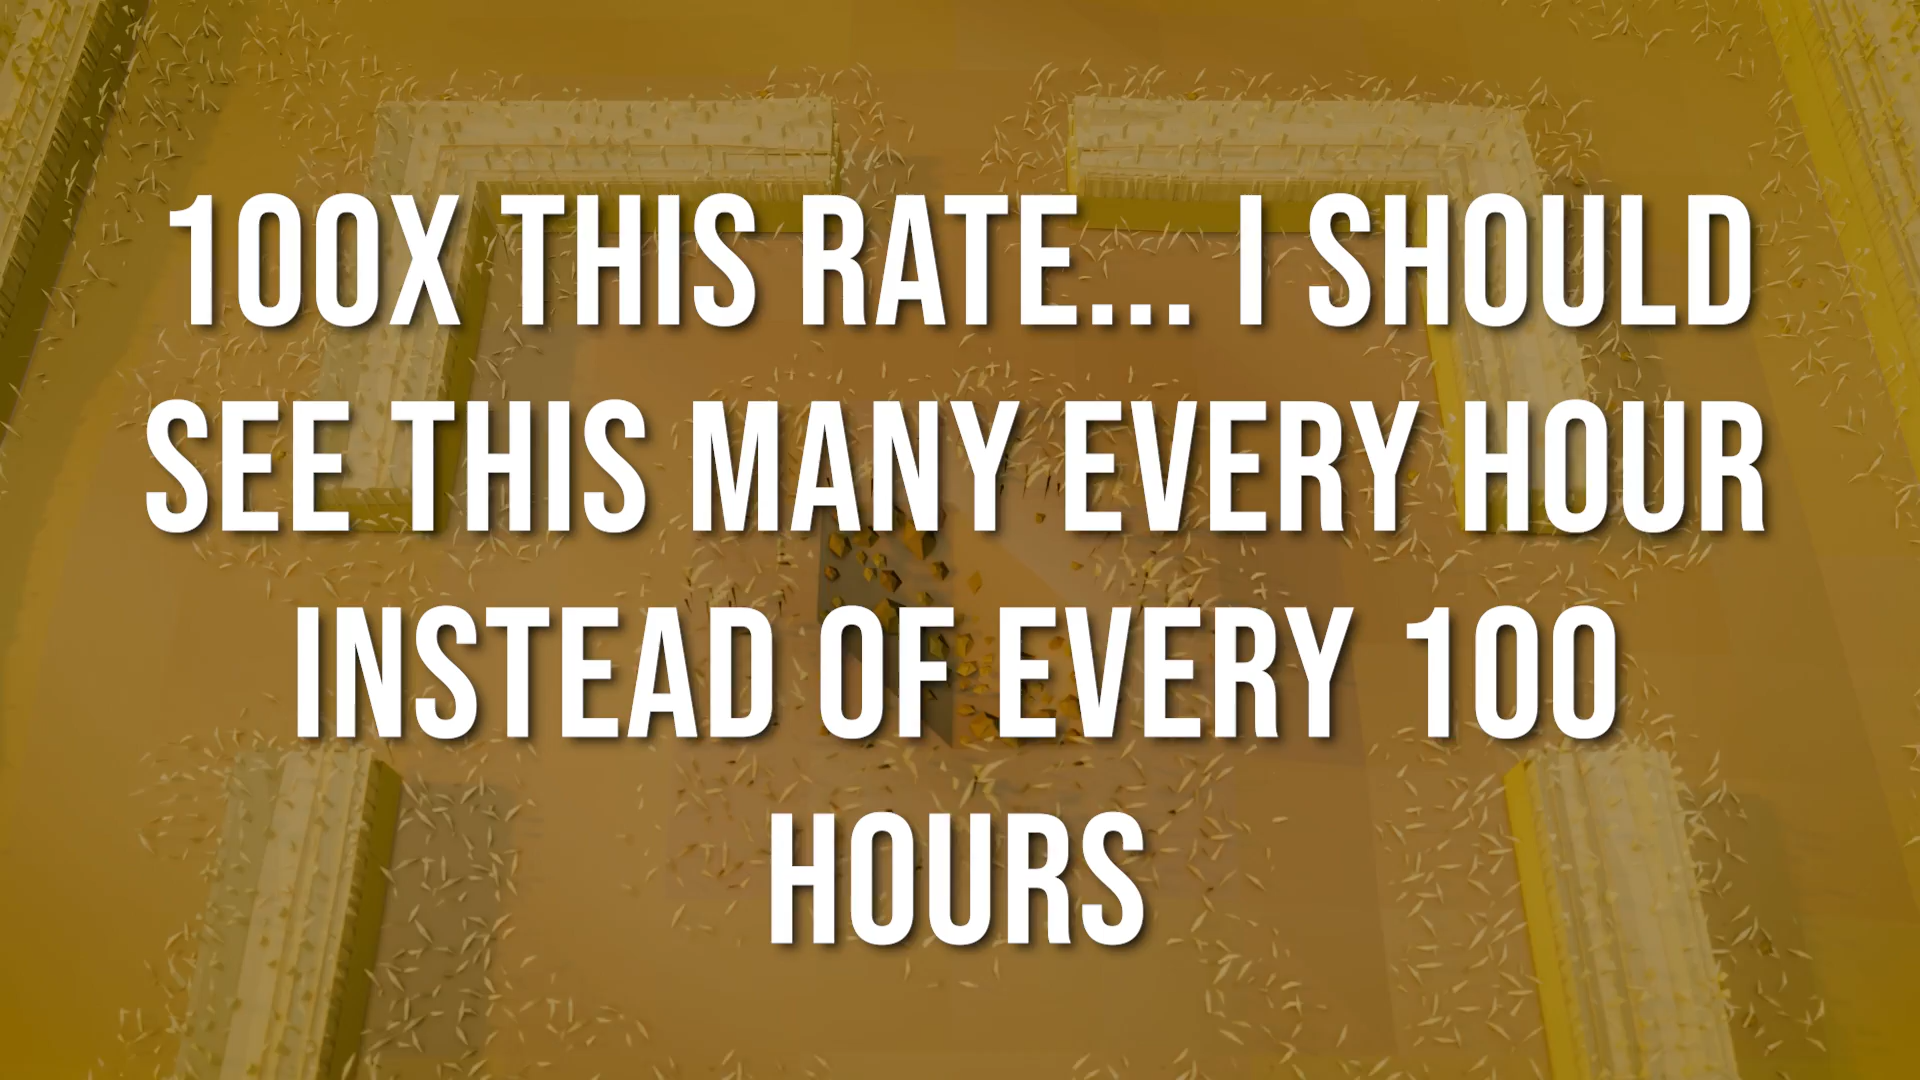 100X THIS RATE... I SHOULD
SEE THIS MANY EVERY HOUR
INSTEAD OF EVERY 100
HOURS